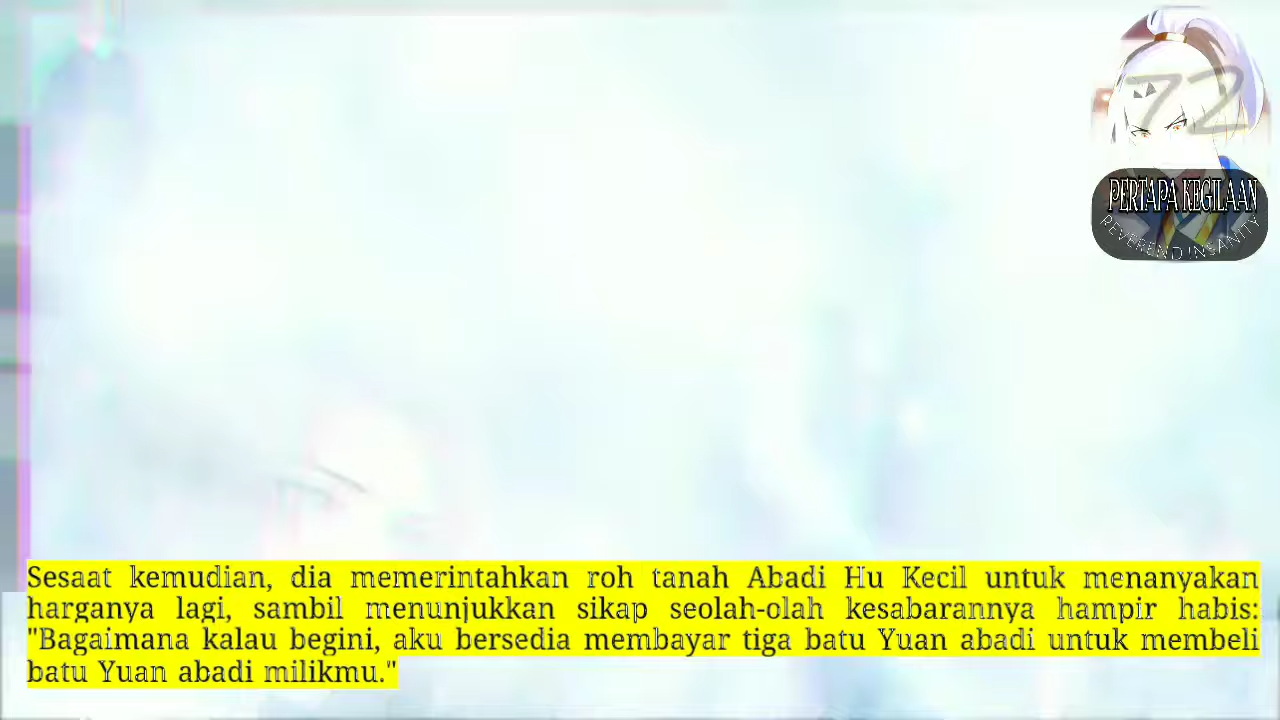 72
PERTAPA KEGILAAN
REVEREND INSANITY
Sesaat kemudian, dia memerintahkan roh tanah Abadi Hu Kecil untuk menanyakan
harganya lagi, sambil menunjukkan sikap seolah-olah kesabarannya hampir habis:
"Bagaimana kalau begini, aku bersedia membayar tiga batu Yuan abadi untuk membeli
batu Yuan abadi milikmu."